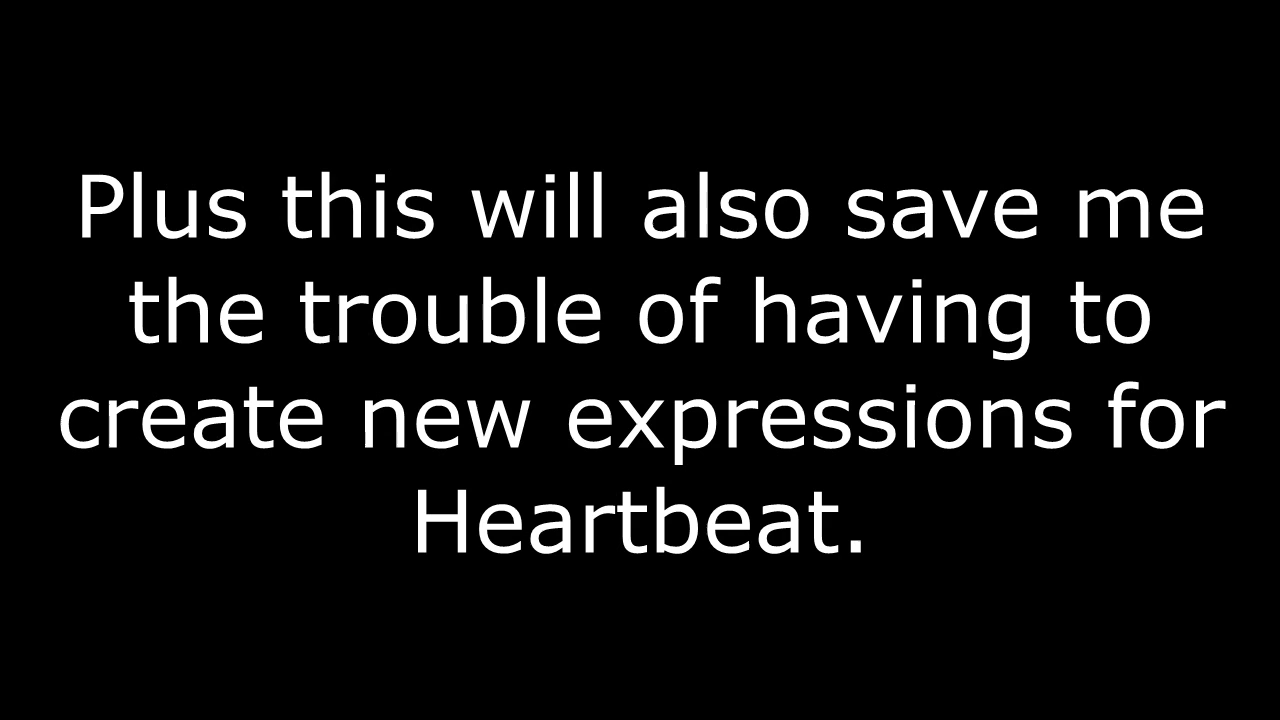 Plus this will also save me
the trouble of having to
create new expressions for
Heartbeat.